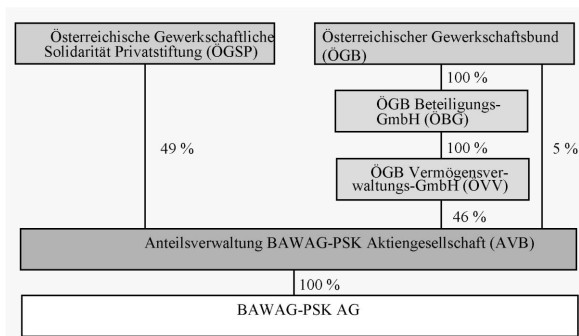 Österreichische Gewerkschaftliche
Solidarität Privatstiftung (ÖGSP)
Österreichischer Gewerkschaftsbund
(ÖGB)
100 %
ÖGB Beteiligungs-
GmbH (ÖBG)
49 %
100 %
5 %
ÖGB Vermögensver-
waltungs-GmbH (ÖVV)
46 %
Anteilsverwaltung BAWAG-PSK Aktiengesellschaft (AVB)
100 %
BAWAG-PSK AG